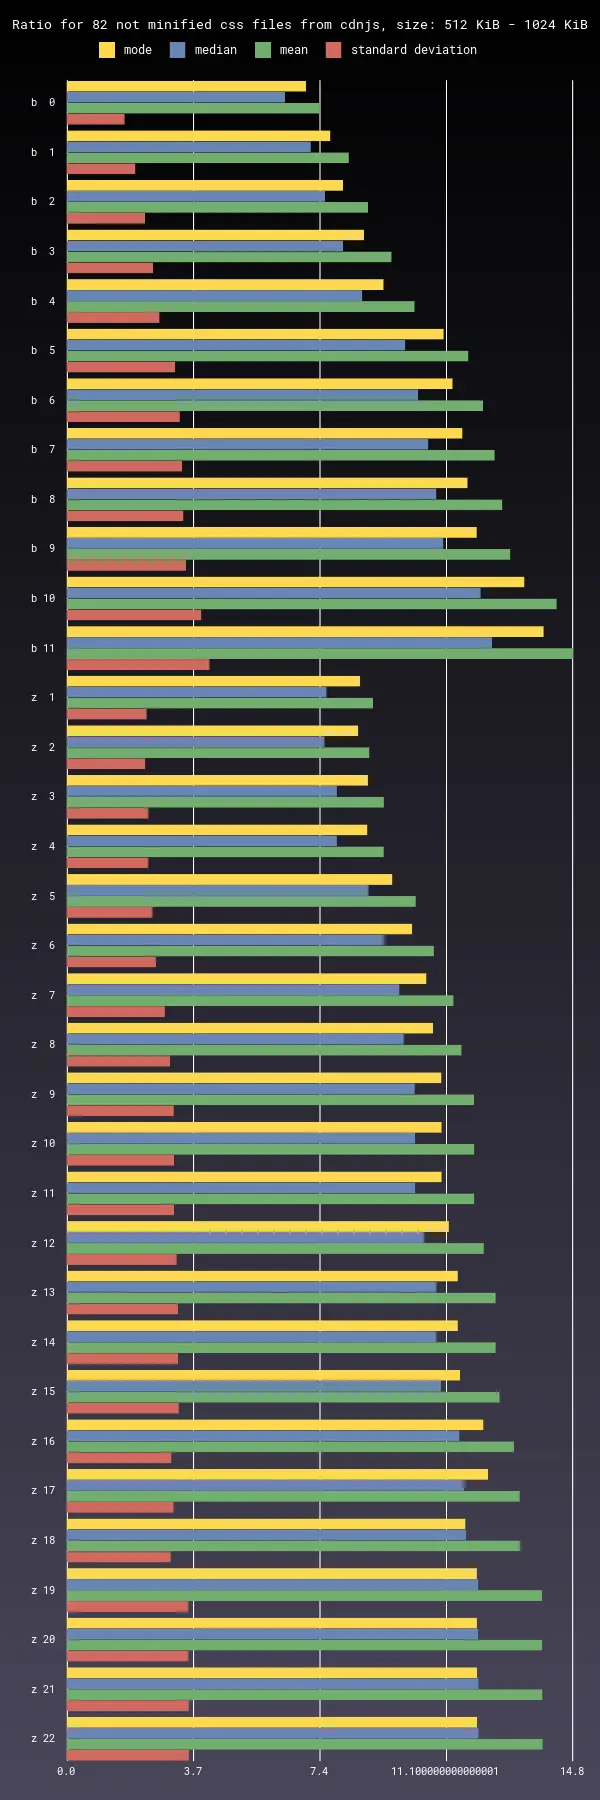 Ratio for 82 not minified css files from cdnjs, size: 512 KiB - 1024 KiB
mode median mean standard deviation
b 0
b 1
b 2
b 3
b 4
b 5
b 6
b 7
b 8
b 9
b 10
b 11
z 1
z 2
z 3
z 4
z 5
z 6
z 7
z 8
z 9
z 10
z 11
z 12
z 13
z 14
z 15
z 16
z 17
z 18
z 19
z 20
z 21
z 22
0.0 3.7 7.4 11.100000000000001 14.8